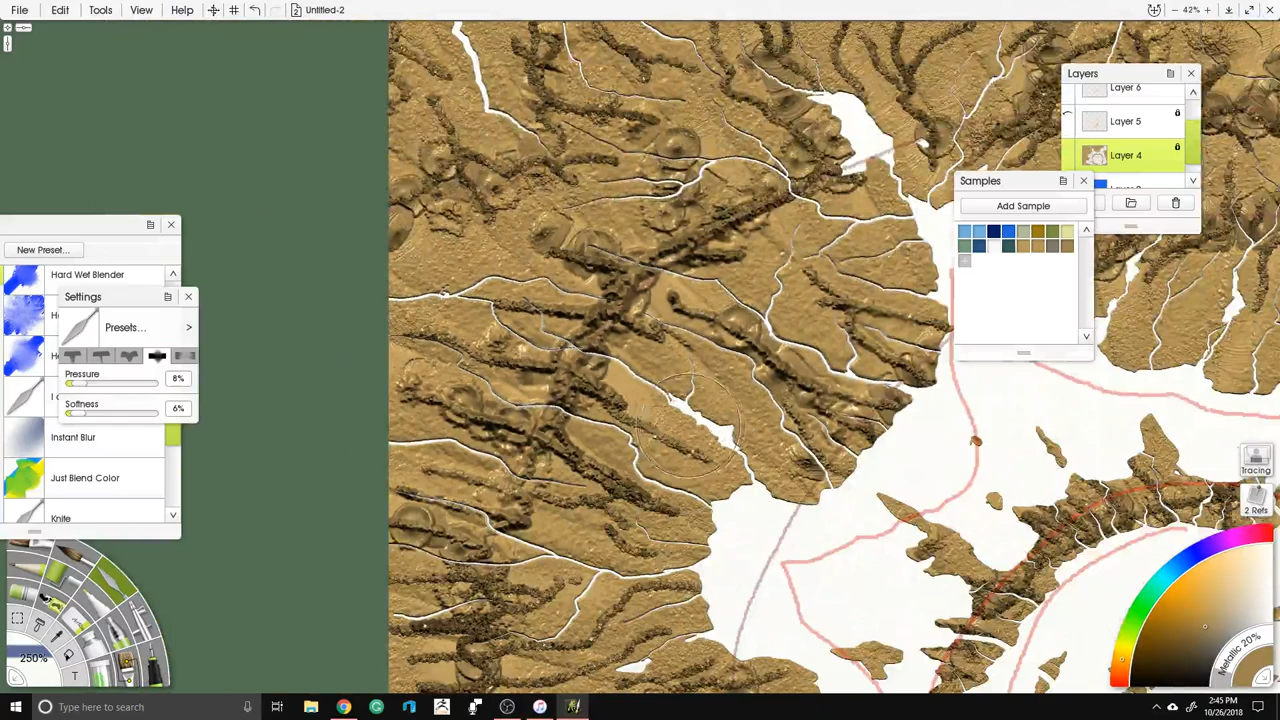 File Edit Tools View Help Untitled-2 42%
Layers
Layer 6
Layer 5
Layer 4
Samples
Add Sample
New Preset...
Hard Wet Blender
Settings
Presets...
Pressure
8%
Softness
6%
Instant Blur
Just Blend Color
Knife
Tracing
2 Refs
Metallic 20%
250%
T
Type here to search
2:45 PM
10/26/2018